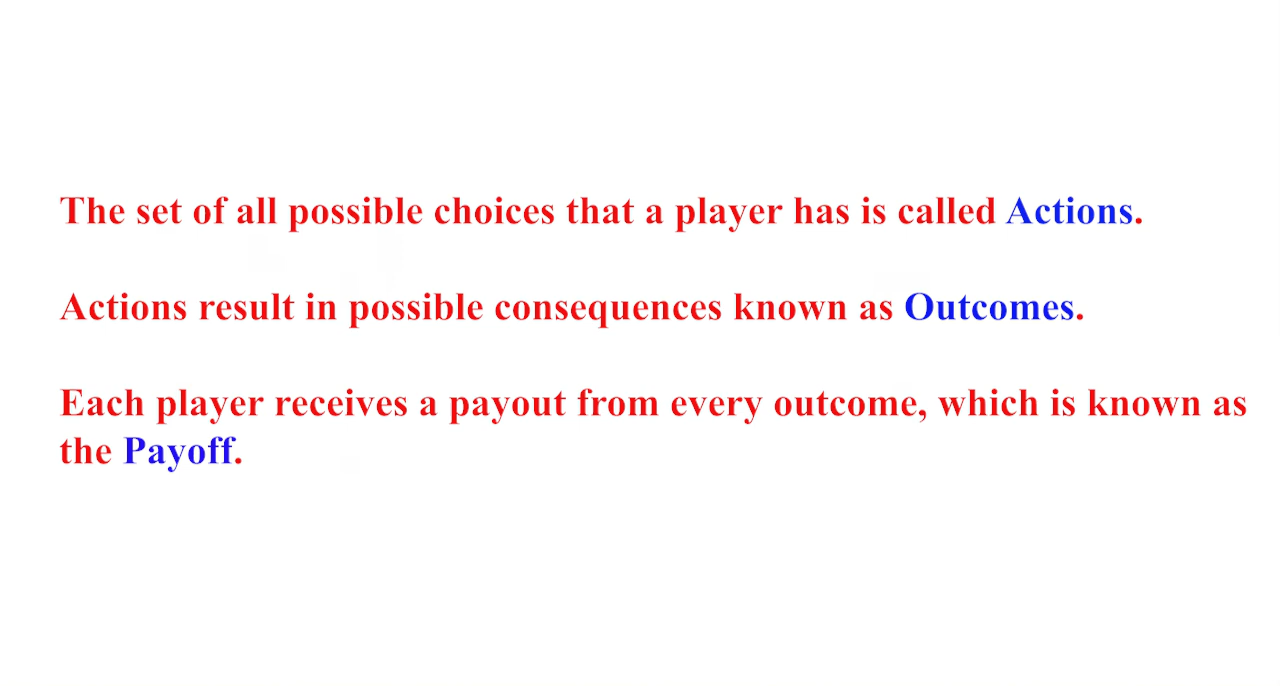 The set of all possible choices that a player has is called Actions.
Actions result in possible consequences known as Outcomes.
Each player receives a payout from every outcome, which is known as
the Payoff.